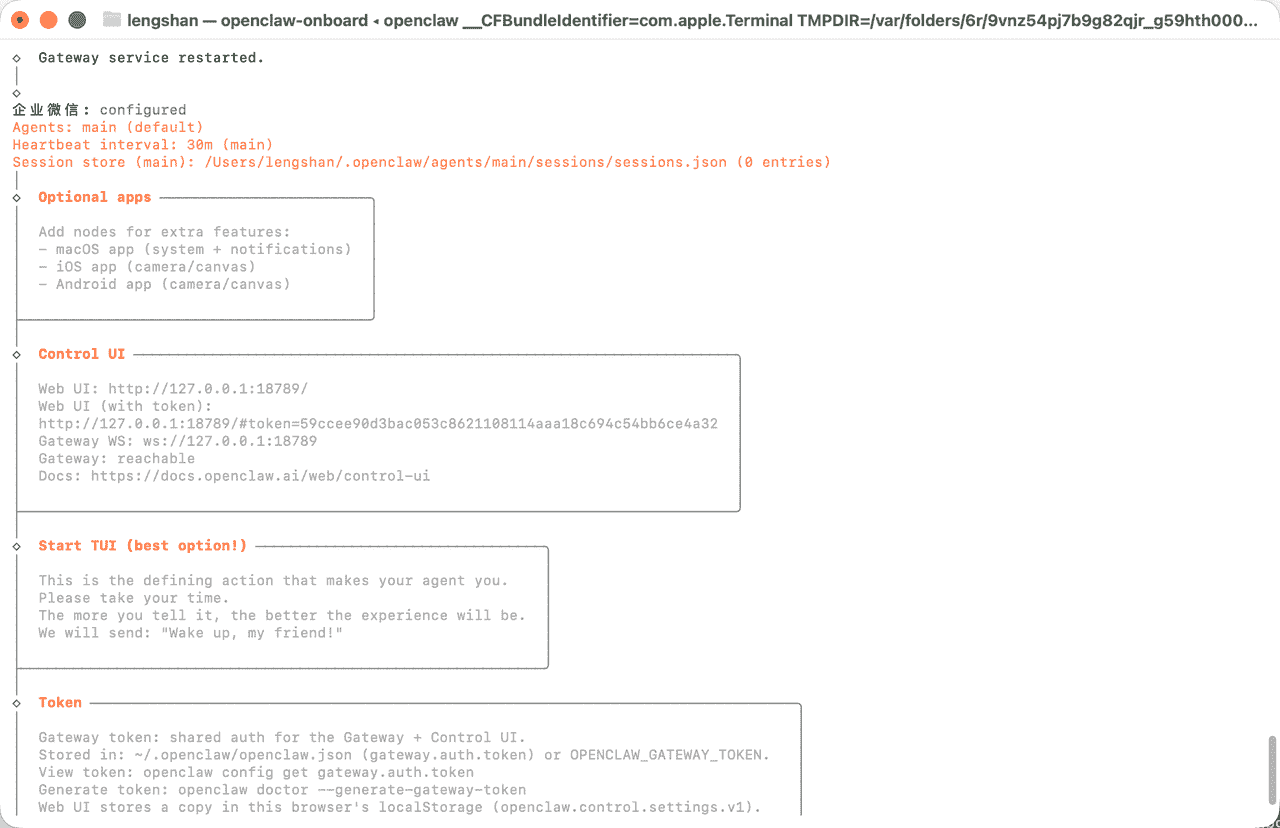 lengshan — openclaw-onboard ◂ openclaw __CFBundleIdentifier=com.apple.Terminal TMPDIR=/var/folders/6r/9vnz54pj7b9g82qjr_g59hth000...
Gateway service restarted.
企业微信: configured
Agents: main (default)
Heartbeat interval: 30m (main)
Session store (main): /Users/lengshan/.openclaw/agents/main/sessions/sessions.json (0 entries)
Optional apps
Add nodes for extra features:
- macOS app (system + notifications)
- iOS app (camera/canvas)
- Android app (camera/canvas)
Control UI
Web UI: http://127.0.0.1:18789/
Web UI (with token):
http://127.0.0.1:18789/#token=59ccee90d3bac053c8621108114aaa18c694c54bb6ce4a32
Gateway WS: ws://127.0.0.1:18789
Gateway: reachable
Docs: https://docs.openclaw.ai/web/control-ui
Start TUI (best option!)
This is the defining action that makes your agent you.
Please take your time.
The more you tell it, the better the experience will be.
We will send: "Wake up, my friend!"
Token
Gateway token: shared auth for the Gateway + Control UI.
Stored in: ~/.openclaw/openclaw.json (gateway.auth.token) or OPENCLAW_GATEWAY_TOKEN.
View token: openclaw config get gateway.auth.token
Generate token: openclaw doctor --generate-gateway-token
Web UI stores a copy in this browser's localStorage (openclaw.control.settings.v1).